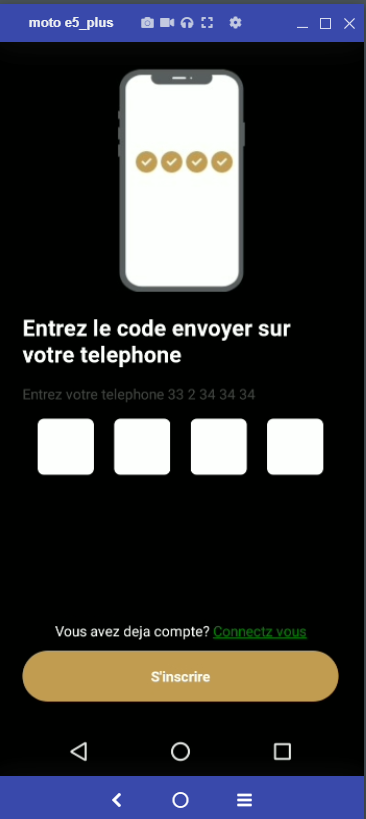 moto e5_plus
Entrez le code envoyer sur
votre telephone
Entrez votre telephone 33 2 34 34 34
Vous avez deja compte? Connectz vous
S'inscrire